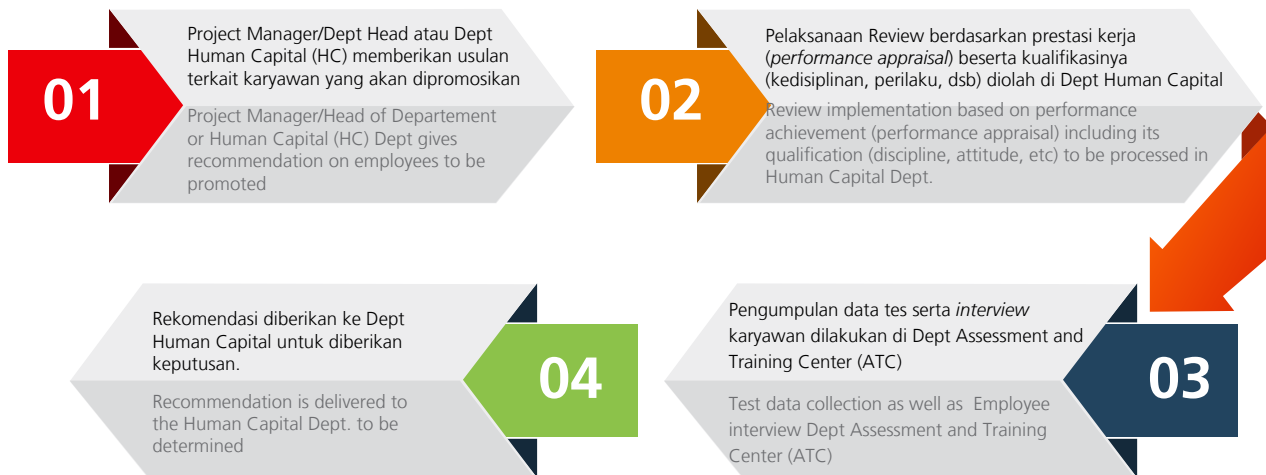 01
Project Manager/Dept Head atau Dept
Human Capital (HC) memberikan usulan
terkait karyawan yang akan dipromosikan
Project Manager/Head of Departement
or Human Capital (HC) Dept gives
recommendation on employees to be
promoted
02
Pelaksanaan Review berdasarkan prestasi kerja
(performance appraisal) beserta kualifikasinya
(kedisiplinan, perilaku, dsb) diolah di Dept Human Capital
Review implementation based on performance
achievement (performance appraisal) including its
qualification (discipline, attitude, etc) to be processed in
Human Capital Dept.
03
Pengumpulan data tes serta interview
karyawan dilakukan di Dept Assessment and
Training Center (ATC)
Test data collection as well as Employee
interview Dept Assessment and Training
Center (ATC)
04
Rekomendasi diberikan ke Dept
Human Capital untuk diberikan
keputusan.
Recommendation is delivered to
the Human Capital Dept. to be
determined